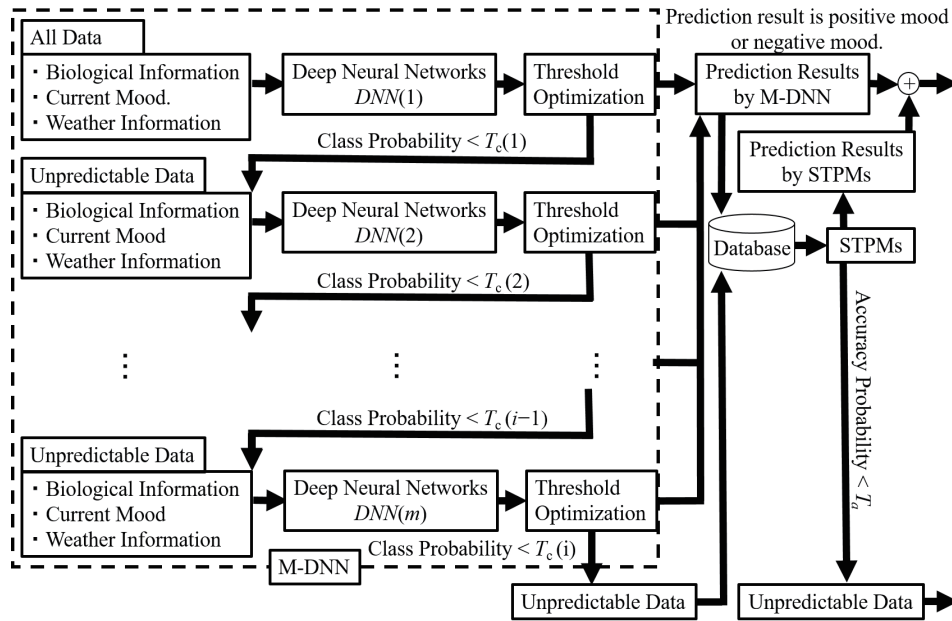 Prediction result is positive mood
or negative mood.
All Data
・Biological Information
・Current Mood.
・Weather Information
Deep Neural Networks
DNN(1)
Threshold
Optimization
Prediction Results
by M-DNN
+
Class Probability < Tc(1)
Prediction Results
by STPMs
Unpredictable Data
・Biological Information
・Current Mood
・Weather Information
Deep Neural Networks
DNN(2)
Threshold
Optimization
Database
STPMs
Class Probability < Tc(2)
⋮ ⋮ ⋮
Accuracy Probability < Ta
Class Probability < Tc(i−1)
Unpredictable Data
・Biological Information
・Current Mood
・Weather Information
Deep Neural Networks
DNN(m)
Threshold
Optimization
Class Probability < Tc(i)
M-DNN
Unpredictable Data
Unpredictable Data